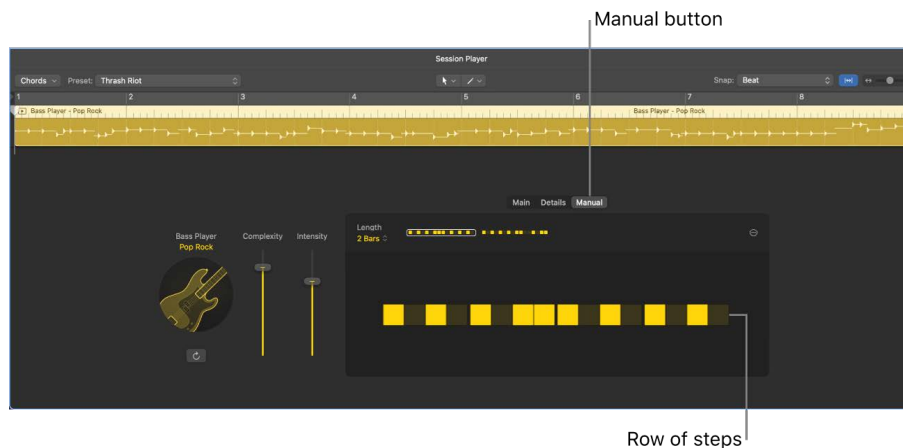 Manual button
Session Player
Chords Preset: Thrash Riot Snap: Beat
1 2 3 4 5 6 7 8
Bass Player - Pop Rock Bass Player - Pop Rock
Main Details Manual
Length
2 Bars
Bass Player Complexity Intensity
Pop Rock
Row of steps